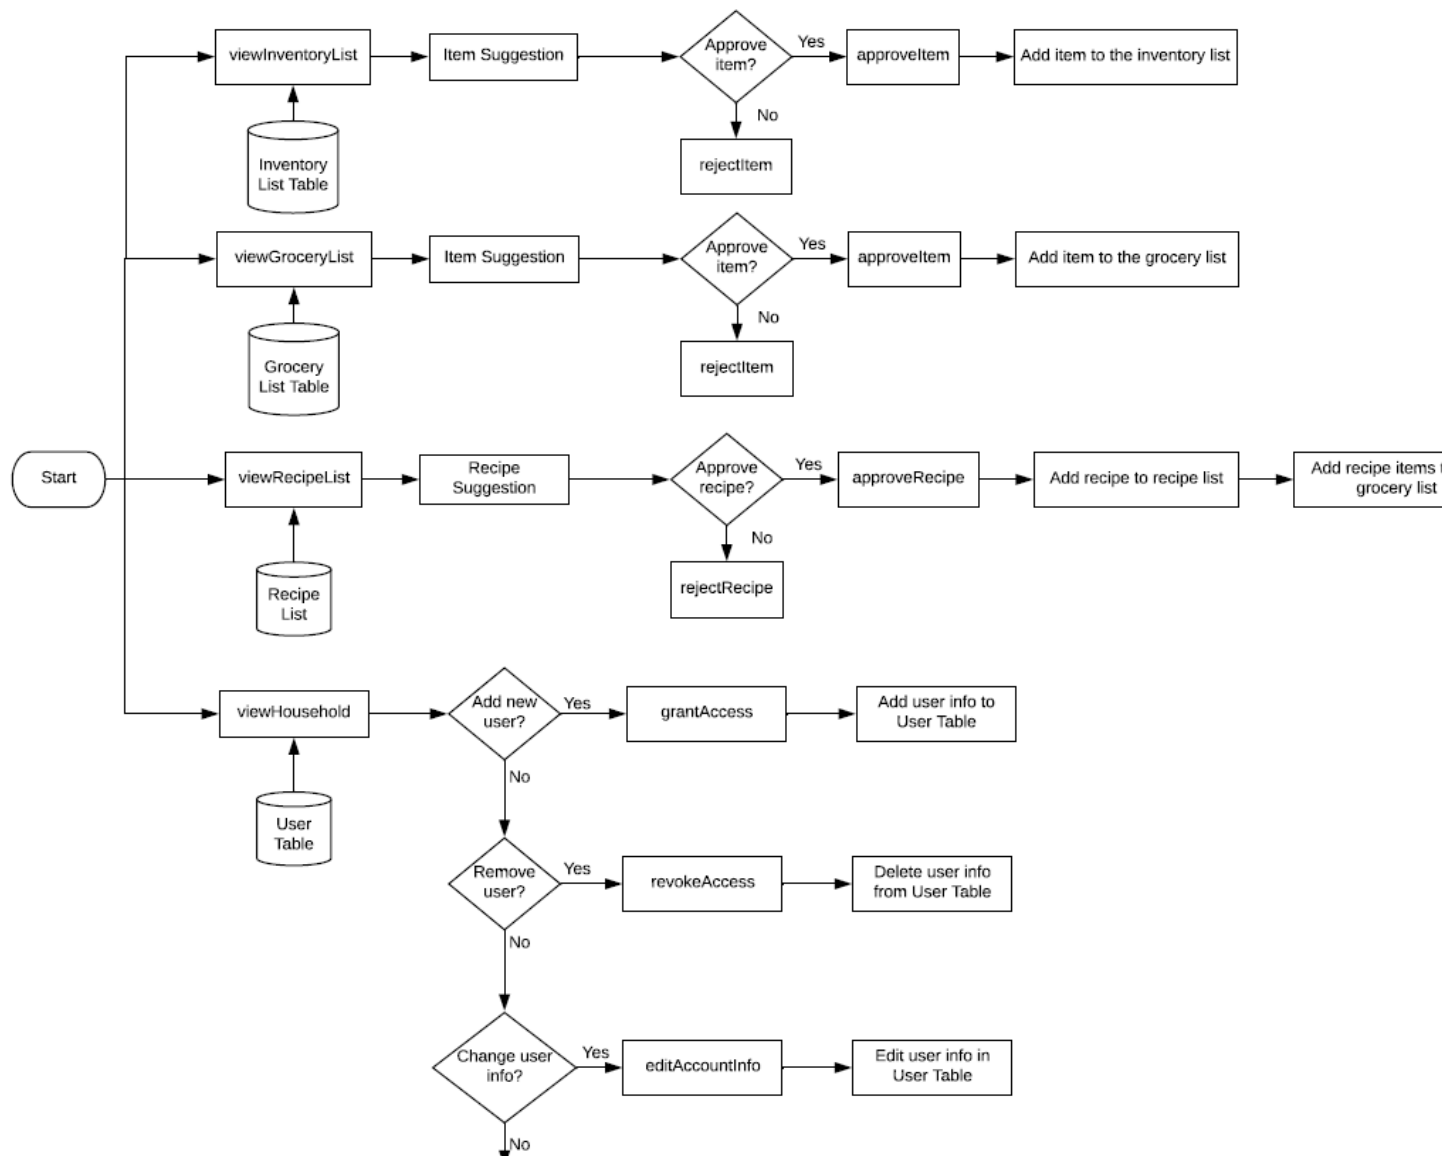 viewInventoryList
Item Suggestion
Approve
item?
Yes
approveItem
Add item to the inventory list
No
rejectItem
Inventory
List Table
viewGroceryList
Item Suggestion
Approve
item?
Yes
approveItem
Add item to the grocery list
No
rejectItem
Grocery
List Table
Start
viewRecipeList
Recipe
Suggestion
Approve
recipe?
Yes
approveRecipe
Add recipe to recipe list
Add recipe items
grocery list
No
rejectRecipe
Recipe
List
viewHousehold
Add new
user?
Yes
grantAccess
Add user info to
User Table
No
User
Table
Remove
user?
Yes
revokeAccess
Delete user info
from User Table
No
Change user
info?
Yes
editAccountInfo
Edit user info in
User Table
No